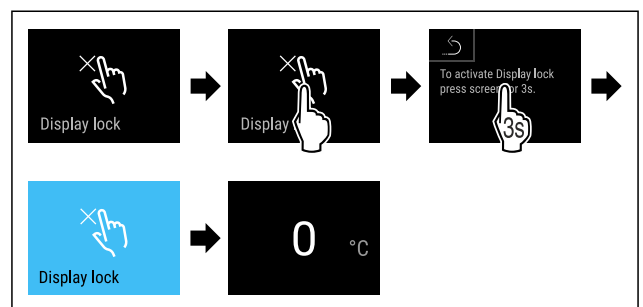 Display lock
Display
To activate Display lock
press screen for 3s.
3s
Display lock
0 °C